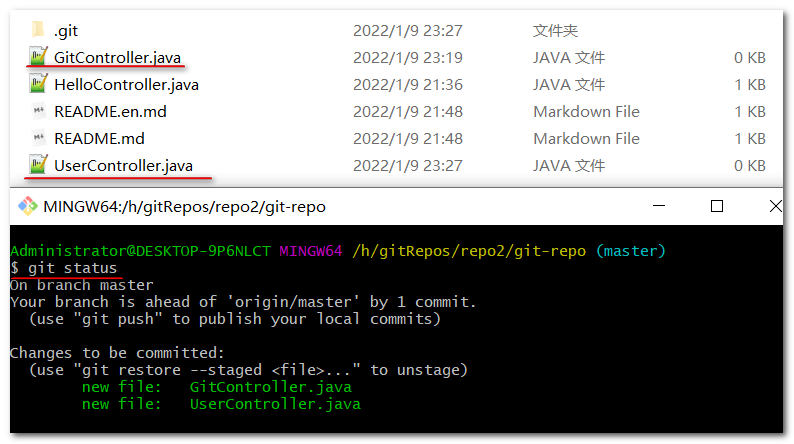 .git 2022/1/9 23:27 文件夹
GitController.java 2022/1/9 23:19 JAVA 文件 0 KB
HelloController.java 2022/1/9 21:36 JAVA 文件 1 KB
README.en.md 2022/1/9 21:48 Markdown File 1 KB
README.md 2022/1/9 21:48 Markdown File 1 KB
UserController.java 2022/1/9 23:27 JAVA 文件 0 KB
MINGW64:/h/gitRepos/repo2/git-repo
Administrator@DESKTOP-9P6NLCT MINGW64 /h/gitRepos/repo2/git-repo (master)
$ git status
On branch master
Your branch is ahead of 'origin/master' by 1 commit.
  (use "git push" to publish your local commits)
Changes to be committed:
  (use "git restore --staged <file>..." to unstage)
        new file:   GitController.java
        new file:   UserController.java